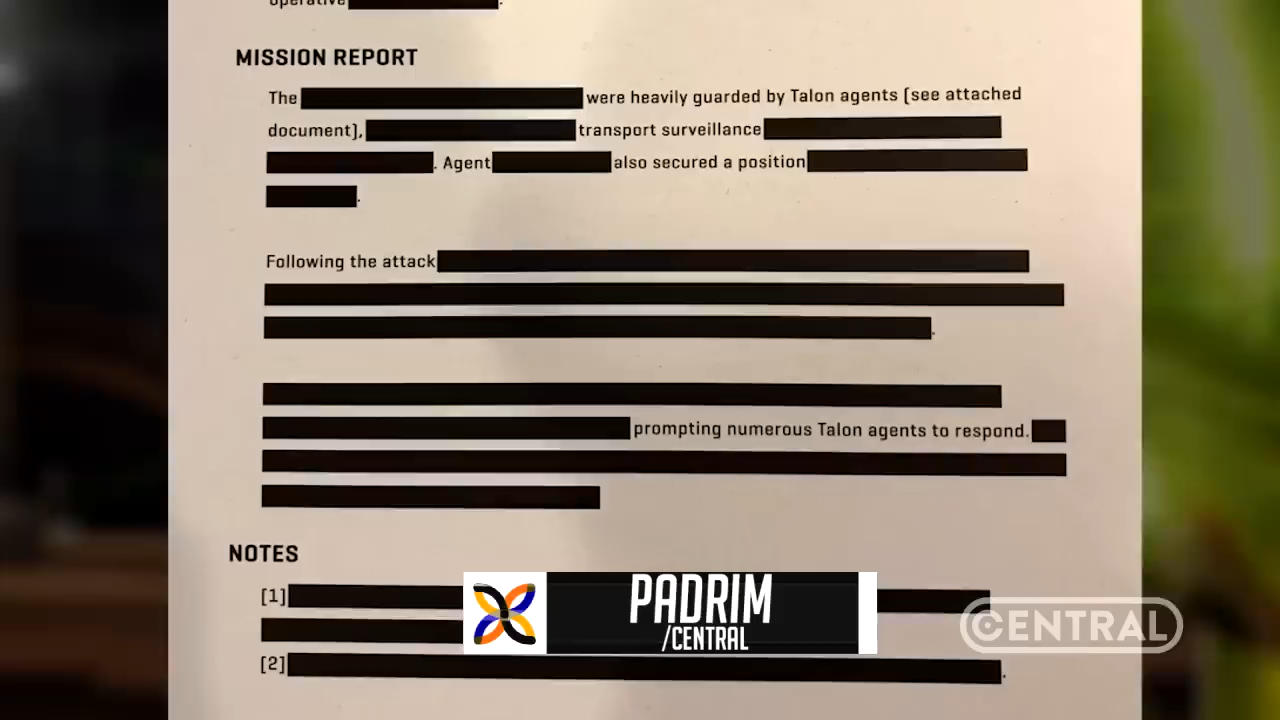 operative .
MISSION REPORT
The were heavily guarded by Talon agents [see attached
document], transport surveillance
. Agent also secured a position
.
Following the attack
.
prompting numerous Talon agents to respond.
NOTES
[1]
[2] .
PADRIM
/CENTRAL
CENTRAL